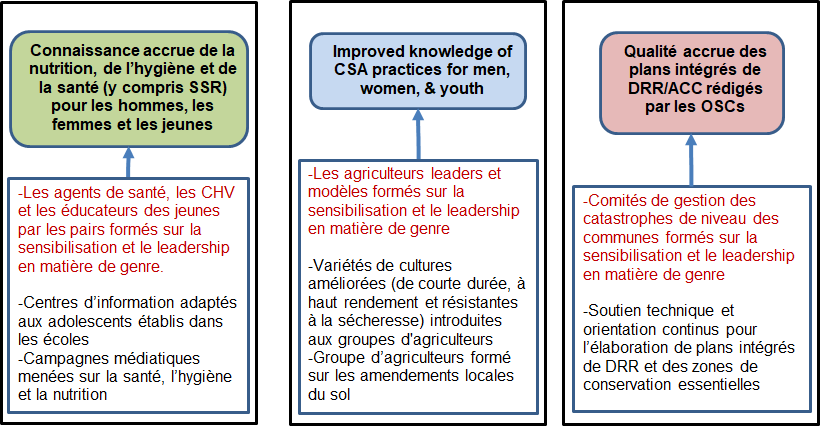 Connaissance accrue de la
nutrition, de l'hygiène et de
la santé (y compris SSR)
pour les hommes, les
femmes et les jeunes
-Les agents de santé, les CHV
et les éducateurs des jeunes
par les pairs formés sur la
sensibilisation et le leadership
en matière de genre.
-Centres d'information adaptés
aux adolescents établis dans
les écoles
-Campagnes médiatiques
menées sur la santé, l'hygiène
et la nutrition
Improved knowledge of
CSA practices for men,
women, & youth
-Les agriculteurs leaders et
modèles formés sur la
sensibilisation et le leadership
en matière de genre
-Variétés de cultures
améliorées (de courte durée, à
haut rendement et résistantes
à la sécheresse) introduites
aux groupes d'agriculteurs
-Groupe d'agriculteurs formé
sur les amendements locales
du sol
Qualité accrue des
plans intégrés de
DRR/ACC rédigés
par les OSCs
-Comités de gestion des
catastrophes de niveau des
communes formés sur la
sensibilisation et le leadership
en matière de genre
-Soutien technique et
orientation continus pour
l'élaboration de plans intégrés
de DRR et des zones de
conservation essentielles